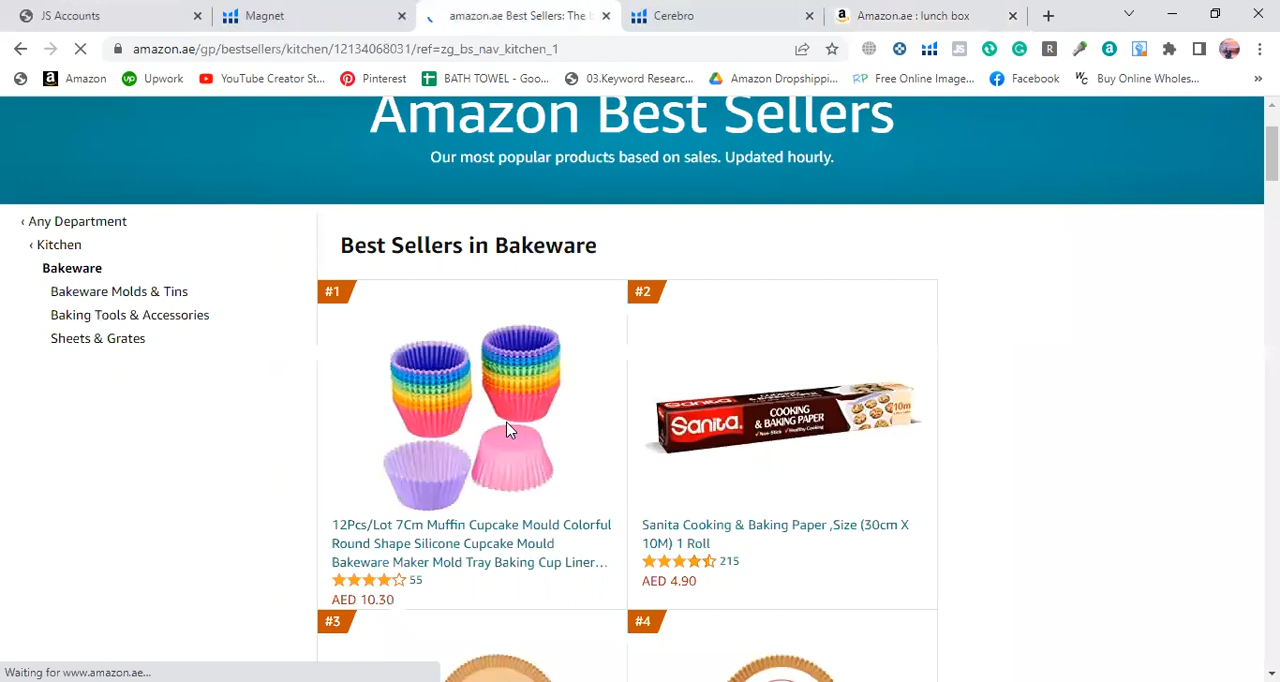 JS Accounts
Magnet
amazon.ae Best Sellers: The b
Cerebro
Amazon.ae : lunch box
amazon.ae/gp/bestsellers/kitchen/12134068031/ref=zg_bs_nav_kitchen_1
Amazon
Upwork
YouTube Creator St...
Pinterest
BATH TOWEL - Goo...
03.Keyword Researc...
Amazon Dropshippi...
RP Free Online Image...
Facebook
Buy Online Wholes...
Amazon Best Sellers
Our most popular products based on sales. Updated hourly.
‹ Any Department
‹ Kitchen
Bakeware
Bakeware Molds & Tins
Baking Tools & Accessories
Sheets & Grates
Best Sellers in Bakeware
#1
12Pcs/Lot 7Cm Muffin Cupcake Mould Colorful
Round Shape Silicone Cupcake Mould
Bakeware Maker Mold Tray Baking Cup Liner...
55
AED 10.30
#2
Sanita
COOKING
& BAKING PAPER
10m
Sanita Cooking & Baking Paper ,Size (30cm X
10M) 1 Roll
215
AED 4.90
#3
#4
Waiting for www.amazon.ae...